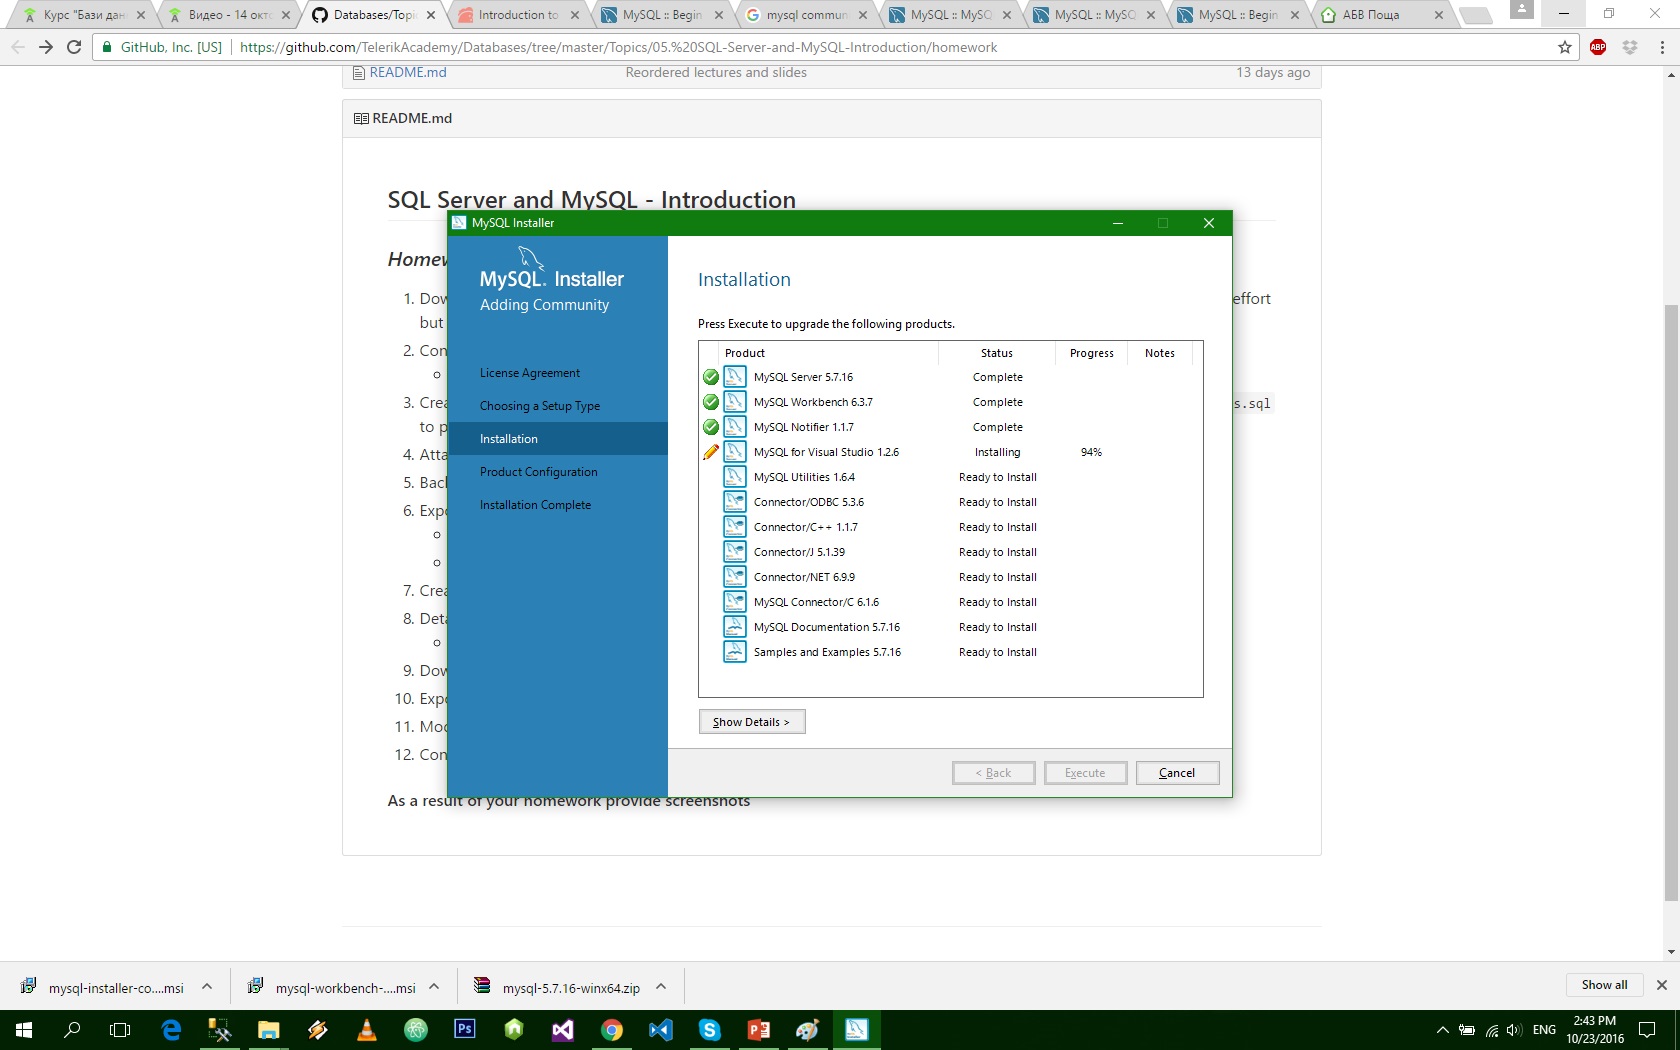 Курс "Бази дан
Видео - 14 окто
Databases/Topic
Introduction to
MySQL :: Begin
mysql commun
MySQL :: MySQ
MySQL :: MySQ
MySQL :: Begin
АБВ Поща
GitHub, Inc. [US]
https://github.com/TelerikAcademy/Databases/tree/master/Topics/05.%20SQL-Server-and-MySQL-Introduction/homework
ABP
README.md Reordered lectures and slides 13 days ago
README.md
SQL Server and MySQL - Introduction
MySQL Installer
MySQL. Installer
Adding Community
License Agreement
Choosing a Setup Type
Installation
Product Configuration
Installation Complete
Installation
Press Execute to upgrade the following products.
Product Status Progress Notes
MySQL Server 5.7.16 Complete
MySQL Workbench 6.3.7 Complete
MySQL Notifier 1.1.7 Complete
MySQL for Visual Studio 1.2.6 Installing 94%
MySQL Utilities 1.6.4 Ready to Install
Connector/ODBC 5.3.6 Ready to Install
Connector/C++ 1.1.7 Ready to Install
Connector/J 5.1.39 Ready to Install
Connector/NET 6.9.9 Ready to Install
MySQL Connector/C 6.1.6 Ready to Install
MySQL Documentation 5.7.16 Ready to Install
Samples and Examples 5.7.16 Ready to Install
Show Details >
< Back Execute Cancel
Homew
1. Dow
effort
but
2. Con
3. Crea
s.sql
to p
4. Atta
5. Back
6. Expo
7. Crea
8. Deta
9. Dow
10. Expo
11. Mod
12. Con
As a result of your homework provide screenshots
mysql-installer-co....msi
mysql-workbench-....msi
mysql-5.7.16-winx64.zip
Show all
Ps
ENG
2:43 PM
10/23/2016